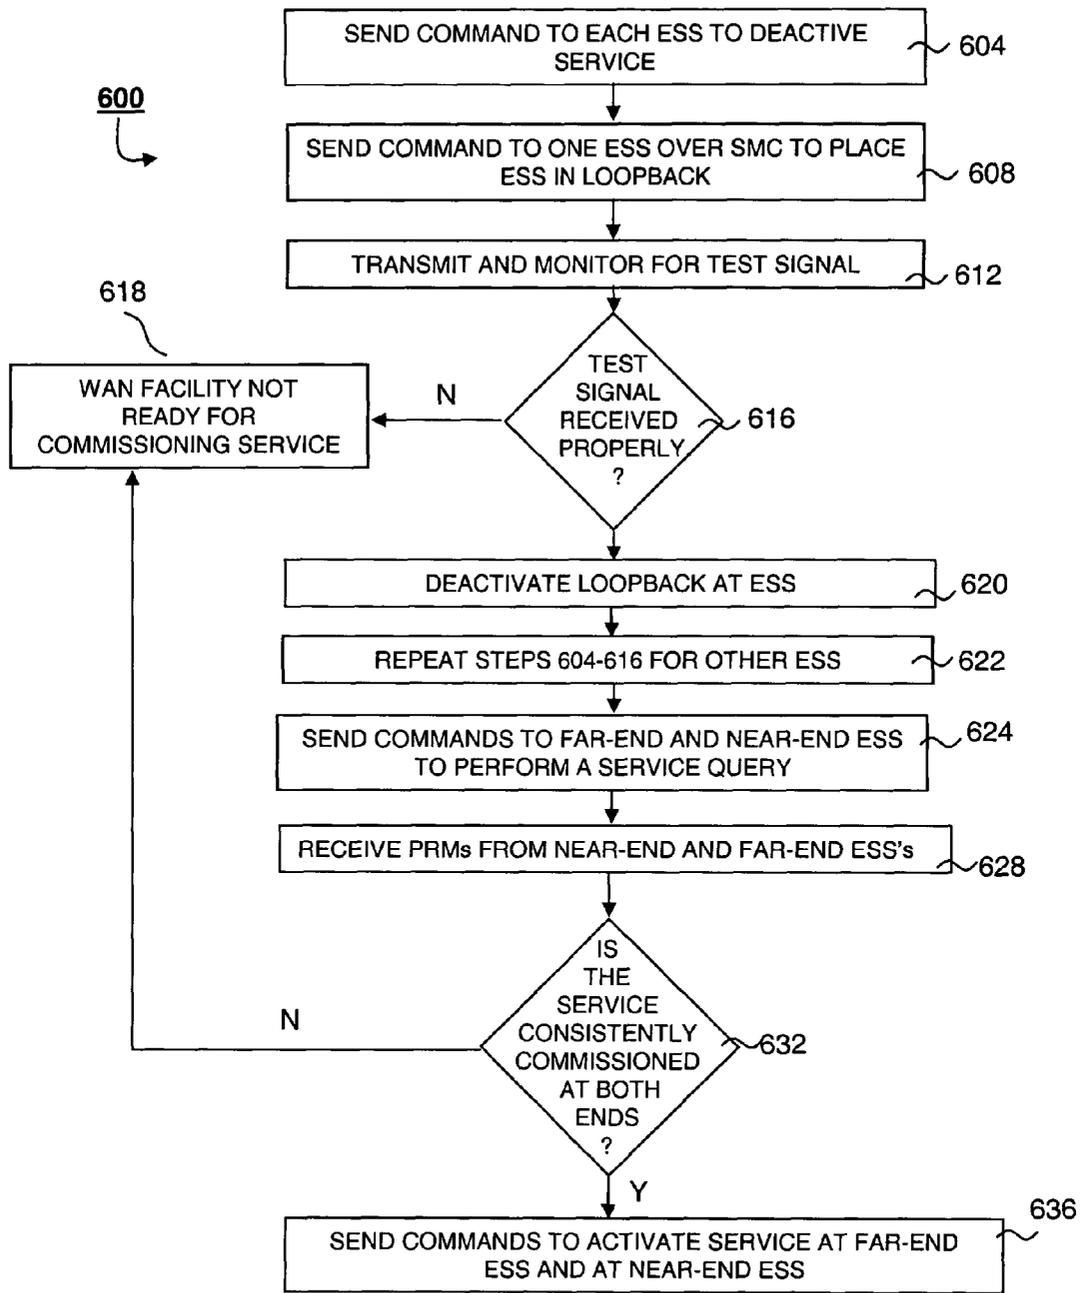 SEND COMMAND TO EACH ESS TO DEACTIVE
SERVICE
604
600
SEND COMMAND TO ONE ESS OVER SMC TO PLACE
ESS IN LOOPBACK
608
TRANSMIT AND MONITOR FOR TEST SIGNAL
612
618
WAN FACILITY NOT
READY FOR
COMMISSIONING SERVICE
N
TEST
SIGNAL
RECEIVED
PROPERLY
?
616
DEACTIVATE LOOPBACK AT ESS
620
REPEAT STEPS 604-616 FOR OTHER ESS
622
SEND COMMANDS TO FAR-END AND NEAR-END ESS
TO PERFORM A SERVICE QUERY
624
RECEIVE PRMs FROM NEAR-END AND FAR-END ESS's
628
N
IS
THE
SERVICE
CONSISTENTLY
COMMISSIONED
AT BOTH
ENDS
?
632
Y
SEND COMMANDS TO ACTIVATE SERVICE AT FAR-END
ESS AND AT NEAR-END ESS
636